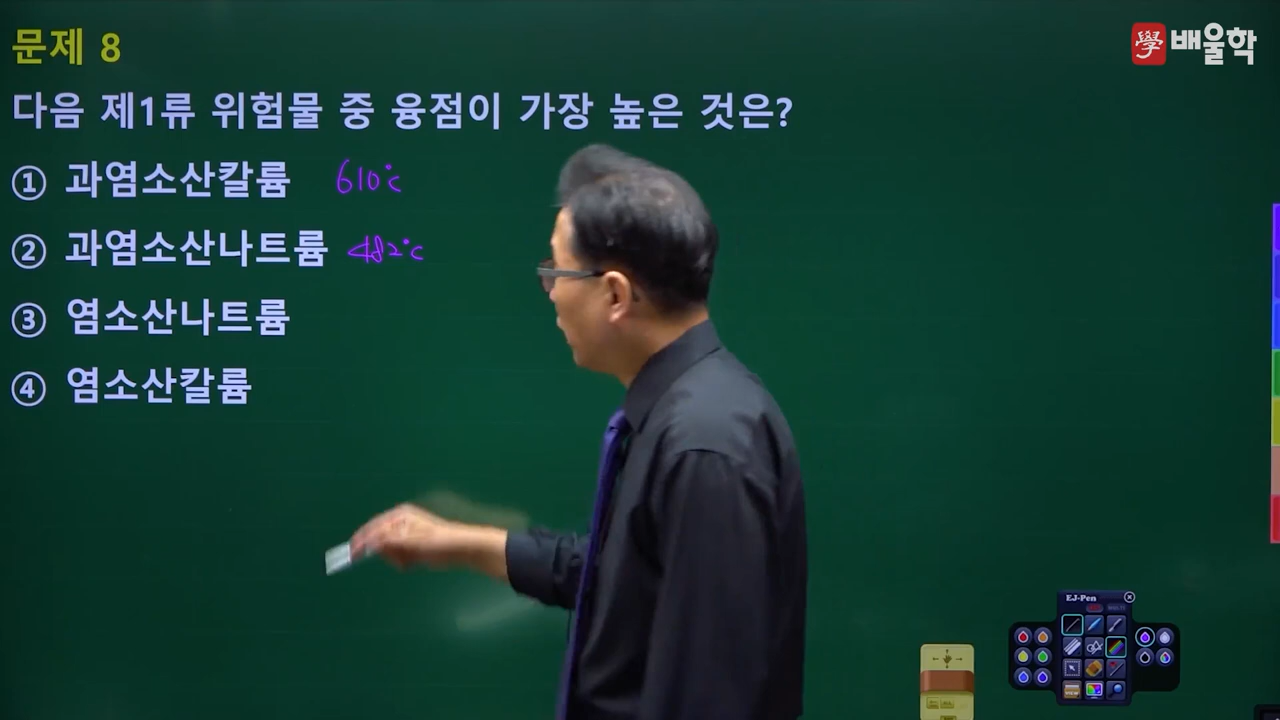 문제 8
學 배울학
다음 제1류 위험물 중 융점이 가장 높은 것은?
① 과염소산칼륨 610℃
② 과염소산나트륨 482℃
③ 염소산나트륨
④ 염소산칼륨
EJ-Pen